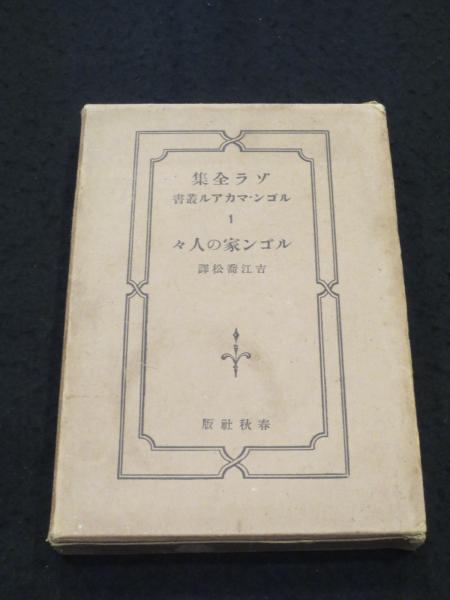 ゾラ全集
ルゴン・マカアル叢書
1
ルゴン家の人々
吉江喬松譯
春秋社版